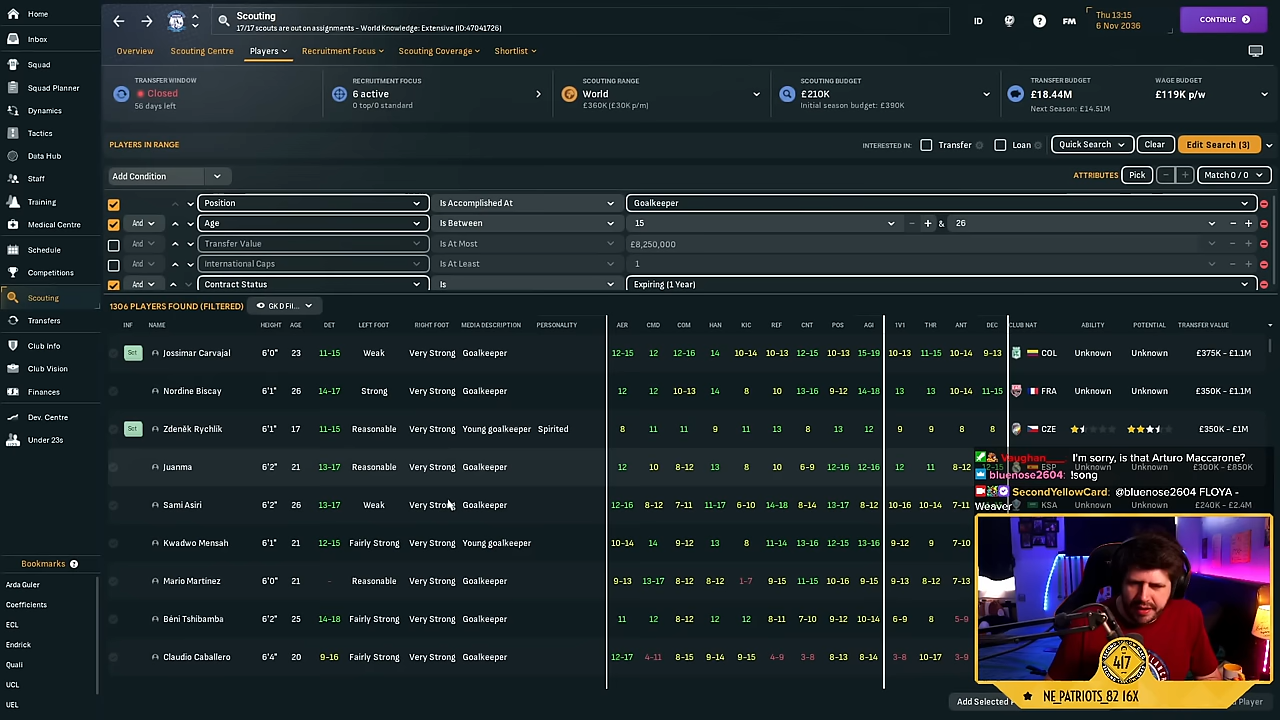 Home
Inbox
Squad
Squad Planner
Dynamics
Tactics
Data Hub
Staff
Training
Medical Centre
Schedule
Competitions
Scouting
Transfers
Club Info
Club Vision
Finances
Dev. Centre
Under 23s
Bookmarks
Arda Guler
Coefficients
ECL
Endrick
Quali
UCL
UEL
Scouting
17/17 scouts are out on assignments - World Knowledge: Extensive (ID:47041726)
ID
FM
Thu 13:15
6 Nov 2036
CONTINUE
Overview Scouting Centre Players Recruitment Focus Scouting Coverage Shortlist
TRANSFER WINDOW
Closed
56 days left
RECRUITMENT FOCUS
6 active
0 top/0 standard
SCOUTING RANGE
World
£360K (£30K p/m)
SCOUTING BUDGET
£210K
Initial season budget: £390K
TRANSFER BUDGET
£18.44M
Next Season: £14.51M
WAGE BUDGET
£119K p/w
PLAYERS IN RANGE
INTERESTED IN: Transfer Loan Quick Search Clear Edit Search (3)
Add Condition
ATTRIBUTES Pick - + Match 0 / 0
Position Is Accomplished At Goalkeeper
And Age Is Between 15 - + & 26 - +
And Transfer Value Is At Most £8,250,000 - +
And International Caps Is At Least 1 - +
And Contract Status Is Expiring (1 Year)
1306 PLAYERS FOUND (FILTERED) GK D Fil...
INF NAME HEIGHT AGE DET LEFT FOOT RIGHT FOOT MEDIA DESCRIPTION PERSONALITY AER CMD COM HAN KIC REF CNT POS AGI 1V1 THR ANT DEC CLUB NAT ABILITY POTENTIAL TRANSFER VALUE
Sct Jossimar Carvajal 6'0" 23 11-15 Weak Very Strong Goalkeeper 12-15 12 12-16 14 10-14 10-13 12-15 10-13 15-19 10-13 11-15 10-14 9-13 COL Unknown Unknown £375K - £1.1M
Nordine Biscay 6'1" 26 14-17 Strong Very Strong Goalkeeper 12 12 10-13 14 8 10 13-16 9-12 14-18 13 13 10-14 11-15 FRA Unknown Unknown £350K - £1.1M
Sct Zdeněk Rychlík 6'1" 17 11-15 Reasonable Very Strong Young goalkeeper Spirited 8 11 11 9 11 13 8 13 12 9 9 8 8 CZE £350K - £1M
Juanma 6'2" 21 13-17 Reasonable Very Strong Goalkeeper 12 10 8-12 13 8 10 6-9 12-16 12-16 12 11 8-12 12-15 ESP Unknown Unknown £300K - £850K
Sami Asiri 6'2" 26 13-17 Weak Very Strong Goalkeeper 12-16 8-12 7-11 11-17 6-10 14-18 8-14 13-17 8-12 10-16 10-14 7-11 KSA Unknown Unknown £240K - £2.4M
Kwadwo Mensah 6'1" 21 12-15 Fairly Strong Very Strong Young goalkeeper 10-14 14 9-12 13 8 11-14 13-16 12-15 13-16 9-12 9 7-10
Mario Martínez 6'0" 21 - Reasonable Very Strong Goalkeeper 9-13 13-17 8-12 8-12 1-7 9-15 11-15 10-16 9-15 9-13 8-12 7-13
Béni Tshibamba 6'2" 25 14-18 Fairly Strong Very Strong Goalkeeper 11 12 8-12 12 12 8-11 7-10 9-12 10-14 6-9 8 5-9
Claudio Caballero 6'4" 20 9-16 Fairly Strong Very Strong Goalkeeper 12-17 4-11 8-15 9-14 9-15 4-9 3-8 8-13 8-14 3-8 10-17 3-9
Vaughan___: I'm sorry, is that Arturo Maccarone?
bluenose2604: !song
SecondYellowCard: @bluenose2604 FLOYA - Weaver
417
NE_PATRIOTS_82 16X
Add Selected P
Player